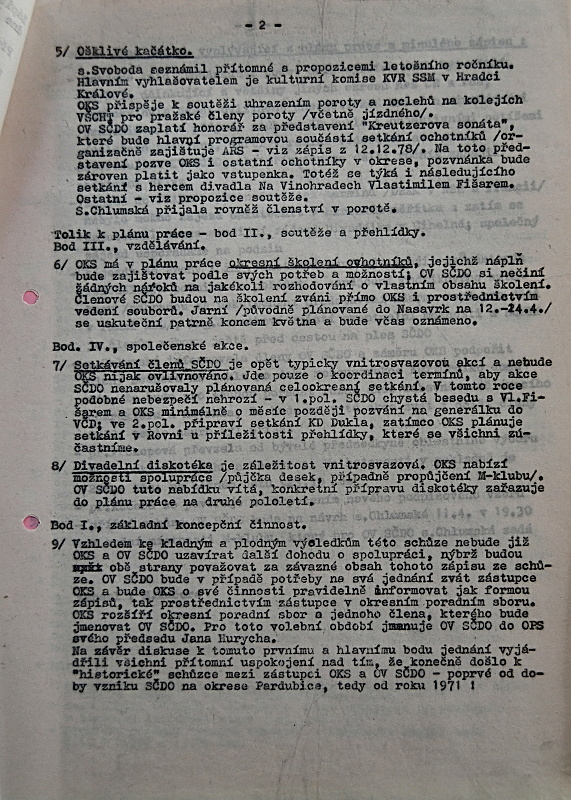 - 2 -
5/ Ošklivé kačátko.
s.Svoboda seznámil přítomné s propozicemi letošního ročníku.
Hlavním vyhlašovatelem je kulturní komise KVR SSM v Hradci
Králové.
OKS přispěje k soutěži uhrazením poroty a noclehů na kolejích
VŠCHT pro pražské členy poroty /včetně jízdného/.
OV SČDO zaplatí honorář za představení "Kreutzerova sonáta",
které bude hlavní programovou součástí setkání ochotníků /or-
ganizačně zajišťuje ARS - viz zápis z 12.12.78/. Na toto před-
stavení pozve OKS i ostatní ochotníky v okrese, pozvánka bude
zároven platit jako vstupenka. Totéž se týká i následujícího
setkání s hercem divadla Na Vinohradech Vlastimilem Fišarem.
Ostatní - viz propozice soutěže.
S.Chlumská přijala rovněž členství v porotě.
Tolik k plánu práce - bod II., soutěže a přehlídky.
Bod III., vzdělávání.
6/ OKS má v plánu práce okresní školení ovhotníků, jejichž náplň
bude zajišťovat podle svých potřeb a možností; OV SČDO si nečiní
žádných nároků na jakékoli rozhodování o vlastním obsahu školení.
Členové SČDO budou na školení zváni přímo OKS i prostřednictvím
vedení souborů. Jarní /původně plánované do Nasavrk na 12.-24.4./
se uskuteční patrně koncem května a bude včas oznámeno.
Bod. IV., společenské akce.
7/ Setkávání členů SČDO je opět typicky vnitrosvazovou akcí a nebude
OKS nijak ovlivňováno. Jde pouze o koordinaci termínů, aby akce
SČDO nenarušovaly plánovaná celookresní setkání. V tomto roce
podobné nebezpečí nehrozí - v 1.pol. SČDO chystá besedu s Vl.Fi-
šarem a OKS minimálně o měsíc později pozvání na generálku do
VČD; ve 2.pol. připraví setkání KD Dukla, zatímco OKS plánuje
setkání v Rovni u příležitosti přehlídky, které se všichni zú-
častníme.
8/ Divadelní diskotéka je záležitost vnitrosvazová. OKS nabízí
možnosti spolupráce /půjčka desek, případně propůjčení M-klubu/.
OV SČDO tuto nabídku vítá, konkretní přípravu diskotéky zařazuje
do plánu práce na druhé pololetí.
Bod I., základní koncepční činnost.
9/ Vzhledem ke kladným a plodným výsledkům této schůze nebude již
OKS a OV SČDO uzavírat další dohodu o spolupráci, nýbrž budou
obě strany považovat za závazné obsah tohoto zápisu ze schů-
ze. OV SČDO bude v případě potřeby na svá jednání zvát zástupce
OKS a bude OKS o své činnosti pravidelně informovat jak formou
zápisů, tak prostřednictvím zástupce v okresním poradním sboru.
OKS rozšíří okresní poradní sbor o jednoho člena, kterého bude
jmenovat OV SČDO. Pro toto volební období jmenuje OV SČDO do OPS
svého předsedu Jana Hurycha.
Na závěr diskuse k tomuto prvnímu a hlavnímu bodu jednání vyjá-
dřili všichni přítomní uspokojení nad tím, že konečně došlo k
"historické" schůzce mezi zástupci OKS a OV SČDO - poprvé od do-
by vzniku SČDO na okrese Pardubice, tedy od roku 1971 !